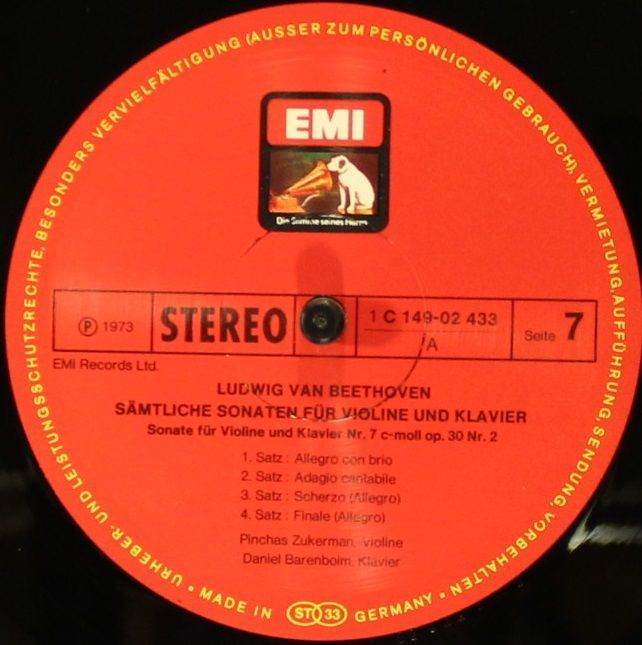 URHEBER- UND LEISTUNGSSCHUTZRECHTE, BESONDERS VERVIELFÄLTIGUNG (AUSSER ZUM PERSÖNLICHEN GEBRAUCH), VERMIETUNG, AUFFÜHRUNG, SENDUNG, VORBEHALTEN
EMI
Die Stimme seines Herrn
Ⓟ 1973
STEREO
1 C 149-02 433
A
Seite 7
EMI Records Ltd.
LUDWIG VAN BEETHOVEN
SÄMTLICHE SONATEN FÜR VIOLINE UND KLAVIER
Sonate für Violine und Klavier Nr. 7 c-moll op. 30 Nr. 2
1. Satz : Allegro con brio
2. Satz : Adagio cantabile
3. Satz : Scherzo (Allegro)
4. Satz : Finale (Allegro)
Pinchas Zukerman, Violine
Daniel Barenboim, Klavier
• MADE IN ST 33 GERMANY •